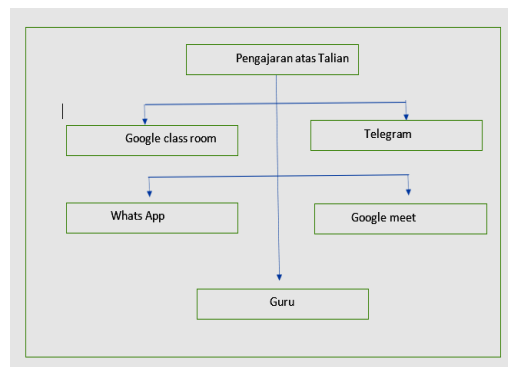 Pengajaran atas Talian
Google class room
Telegram
Whats App
Google meet
Guru